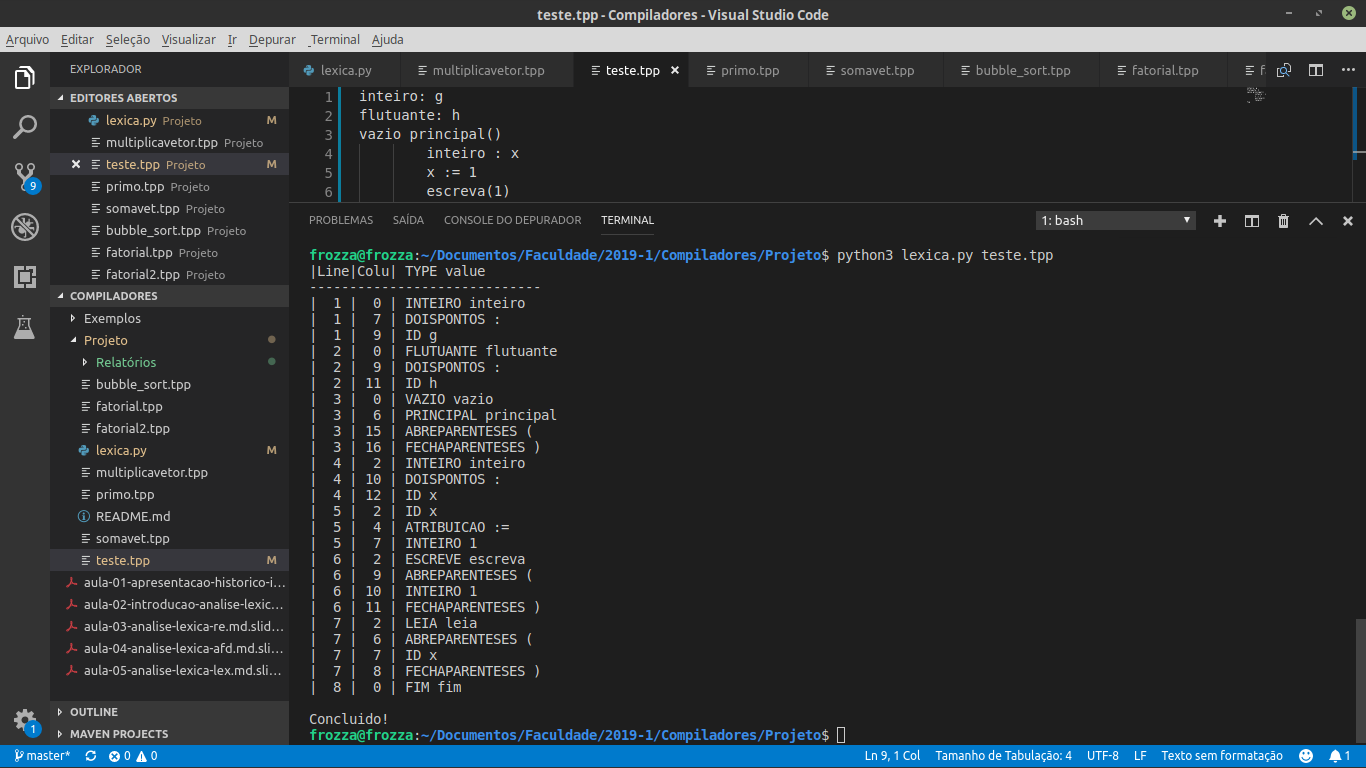 teste.tpp - Compiladores - Visual Studio Code
Arquivo Editar Seleção Visualizar Ir Depurar Terminal Ajuda
EXPLORADOR
EDITORES ABERTOS
lexica.py Projeto M
multiplicavetor.tpp Projeto
teste.tpp Projeto M
primo.tpp Projeto
somavet.tpp Projeto
bubble_sort.tpp Projeto
fatorial.tpp Projeto
fatorial2.tpp Projeto
COMPILADORES
Exemplos
Projeto
Relatórios
bubble_sort.tpp
fatorial.tpp
fatorial2.tpp
lexica.py M
multiplicavetor.tpp
primo.tpp
README.md
somavet.tpp
teste.tpp M
aula-01-apresentacao-historico-i...
aula-02-introducao-analise-lexic...
aula-03-analise-lexica-re.md.slid...
aula-04-analise-lexica-afd.md.sli...
aula-05-analise-lexica-lex.md.sli...
OUTLINE
MAVEN PROJECTS
9
1
lexica.py multiplicavetor.tpp teste.tpp primo.tpp somavet.tpp bubble_sort.tpp fatorial.tpp f
1 inteiro: g
2 flutuante: h
3 vazio principal()
4 inteiro : x
5 x := 1
6 escreva(1)
PROBLEMAS SAÍDA CONSOLE DO DEPURADOR TERMINAL 1: bash
frozza@frozza:~/Documentos/Faculdade/2019-1/Compiladores/Projeto$ python3 lexica.py teste.tpp
|Line|Colu| TYPE value
----------------------------
| 1 | 0 | INTEIRO inteiro
| 1 | 7 | DOISPONTOS :
| 1 | 9 | ID g
| 2 | 0 | FLUTUANTE flutuante
| 2 | 9 | DOISPONTOS :
| 2 | 11 | ID h
| 3 | 0 | VAZIO vazio
| 3 | 6 | PRINCIPAL principal
| 3 | 15 | ABREPARENTESES (
| 3 | 16 | FECHAPARENTESES )
| 4 | 2 | INTEIRO inteiro
| 4 | 10 | DOISPONTOS :
| 4 | 12 | ID x
| 5 | 2 | ID x
| 5 | 4 | ATRIBUICAO :=
| 5 | 7 | INTEIRO 1
| 6 | 2 | ESCREVE escreva
| 6 | 9 | ABREPARENTESES (
| 6 | 10 | INTEIRO 1
| 6 | 11 | FECHAPARENTESES )
| 7 | 2 | LEIA leia
| 7 | 6 | ABREPARENTESES (
| 7 | 7 | ID x
| 7 | 8 | FECHAPARENTESES )
| 8 | 0 | FIM fim
Concluido!
frozza@frozza:~/Documentos/Faculdade/2019-1/Compiladores/Projeto$
master* 0 0 Ln 9, 1 Col Tamanho de Tabulação: 4 UTF-8 LF Texto sem formatação 1